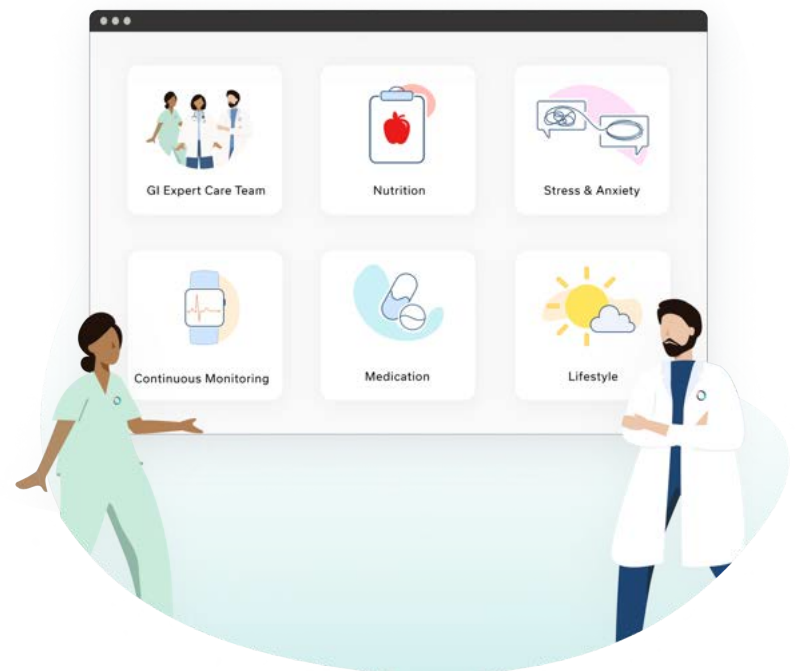 GI Expert Care Team
Nutrition
Stress & Anxiety
Continuous Monitoring
Medication
Lifestyle